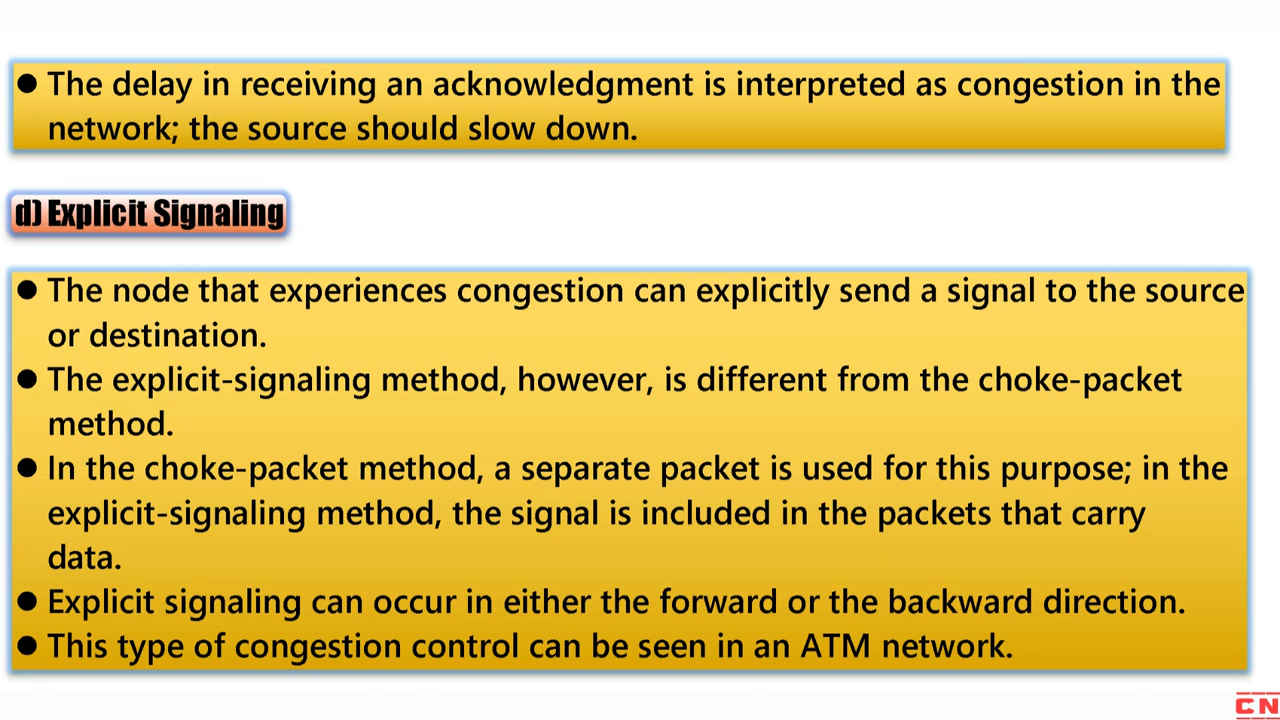 ● The delay in receiving an acknowledgment is interpreted as congestion in the
network; the source should slow down.
d) Explicit Signaling
● The node that experiences congestion can explicitly send a signal to the source
or destination.
● The explicit-signaling method, however, is different from the choke-packet
method.
● In the choke-packet method, a separate packet is used for this purpose; in the
explicit-signaling method, the signal is included in the packets that carry
data.
● Explicit signaling can occur in either the forward or the backward direction.
● This type of congestion control can be seen in an ATM network.
CN